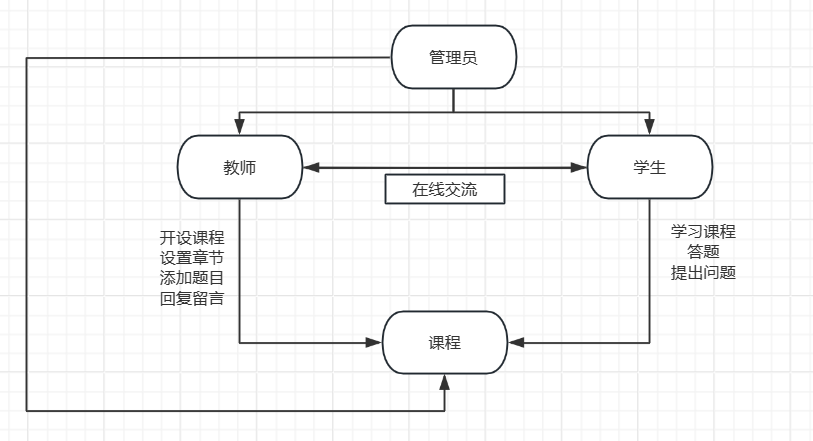 管理员
教师
学生
在线交流
开设课程
设置章节
添加题目
回复留言
学习课程
答题
提出问题
课程